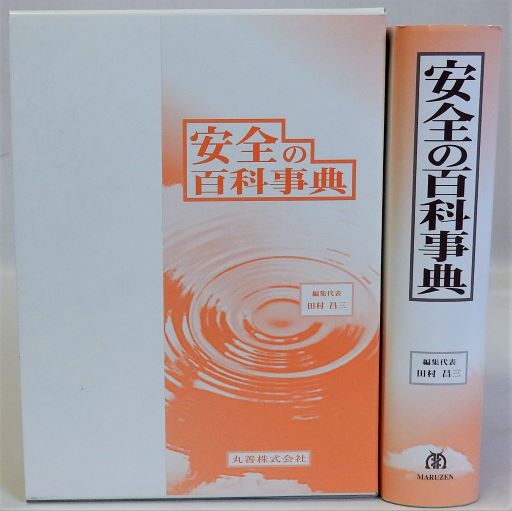 安全の
百科事典
編集代表
田村 昌三
丸善株式会社
安全の百科事典
編集代表
田村 昌三
MARUZEN